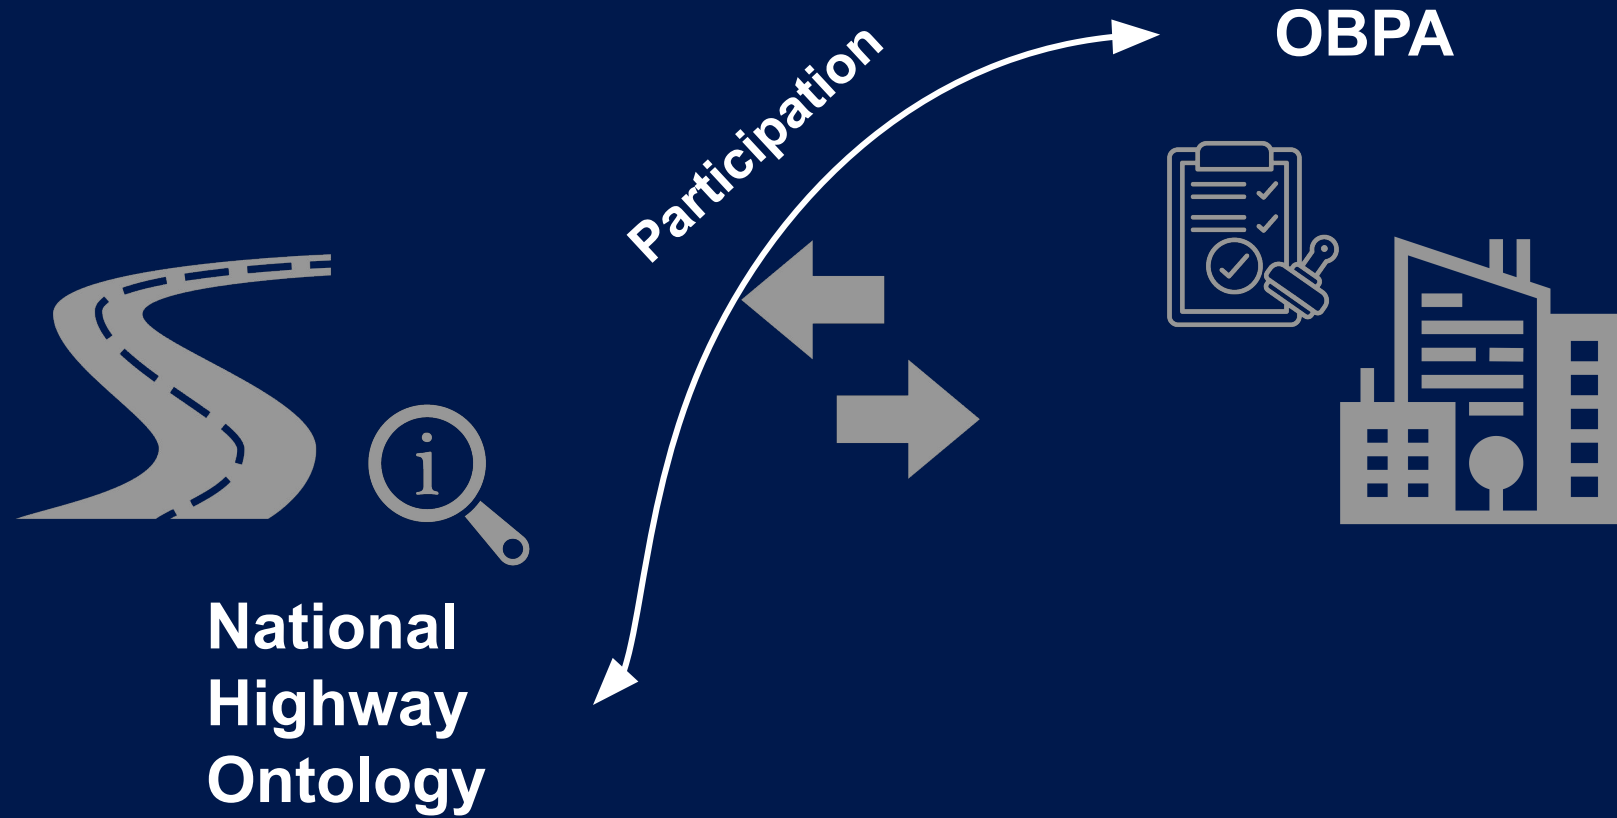 OBPA
Participation
i
National
Highway
Ontology